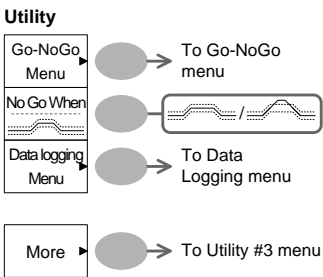 Utility
Go-NoGo
Menu
To Go-NoGo
menu
No Go When
/
Data logging
Menu
To Data
Logging menu
More
To Utility #3 menu